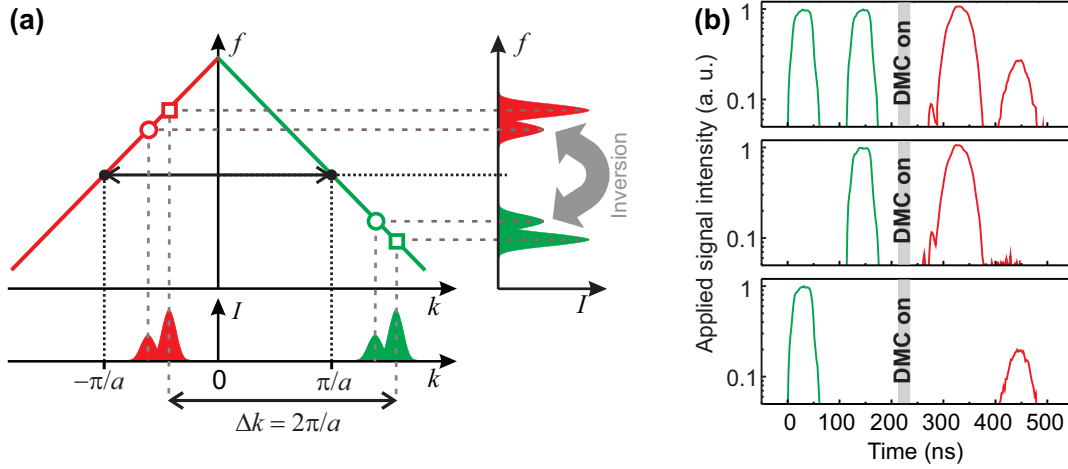 (a)
f
f
Inversion
k
I
I
k
−π/a
0
π/a
Δk = 2π/a
(b)
Applied signal intensity (a. u.)
1
0.1
DMC on
1
0.1
DMC on
1
0.1
DMC on
0 100 200 300 400 500
Time (ns)